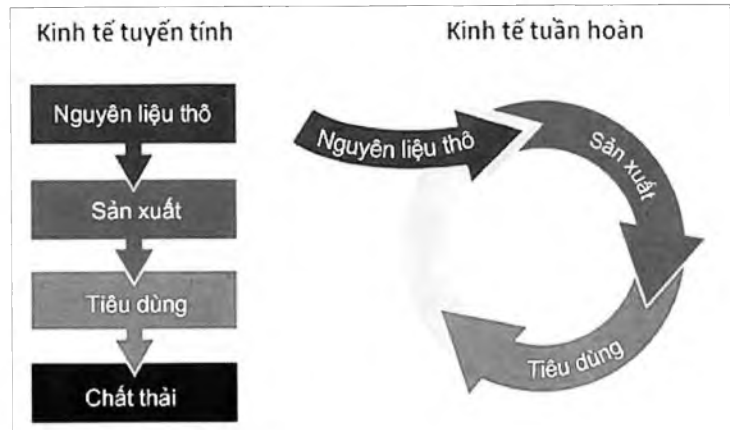 Kinh tế tuyến tính
Nguyên liệu thô
Sản xuất
Tiêu dùng
Chất thải
Kinh tế tuần hoàn
Nguyên liệu thô
Sản xuất
Tiêu dùng